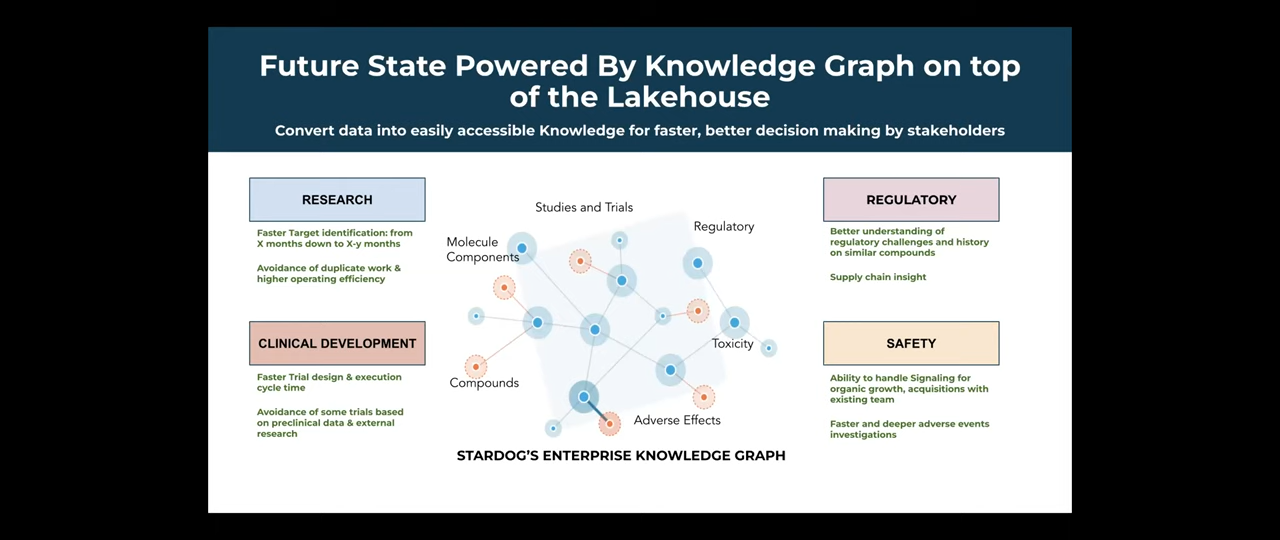 Future State Powered By Knowledge Graph on top
of the Lakehouse
Convert data into easily accessible Knowledge for faster, better decision making by stakeholders
RESEARCH
Faster Target identification: from
X months down to X-y months
Avoidance of duplicate work &
higher operating efficiency
CLINICAL DEVELOPMENT
Faster Trial design & execution
cycle time
Avoidance of some trials based
on preclinical data & external
research
Studies and Trials
Regulatory
Molecule
Components
Toxicity
Compounds
Adverse Effects
STARDOG'S ENTERPRISE KNOWLEDGE GRAPH
REGULATORY
Better understanding of
regulatory challenges and history
on similar compounds
Supply chain insight
SAFETY
Ability to handle Signaling for
organic growth, acquisitions with
existing team
Faster and deeper adverse events
investigations